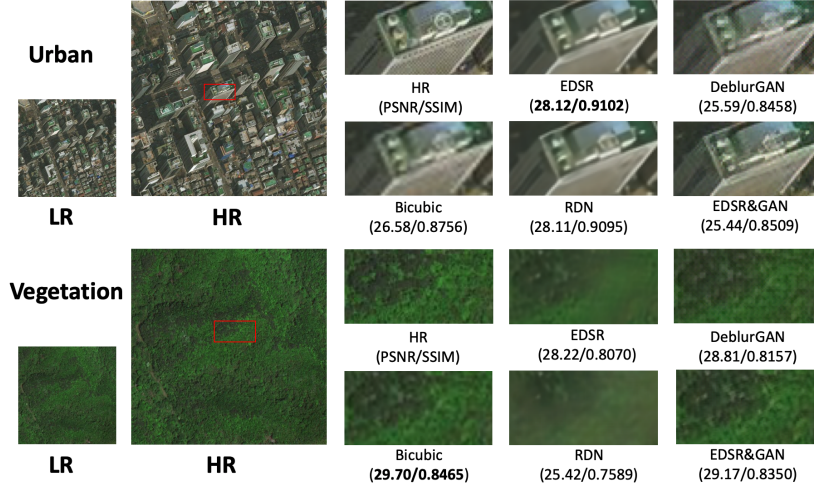 Urban
LR
HR
HR
(PSNR/SSIM)
EDSR
(28.12/0.9102)
DeblurGAN
(25.59/0.8458)
Bicubic
(26.58/0.8756)
RDN
(28.11/0.9095)
EDSR&GAN
(25.44/0.8509)
Vegetation
LR
HR
HR
(PSNR/SSIM)
EDSR
(28.22/0.8070)
DeblurGAN
(28.81/0.8157)
Bicubic
(29.70/0.8465)
RDN
(25.42/0.7589)
EDSR&GAN
(29.17/0.8350)